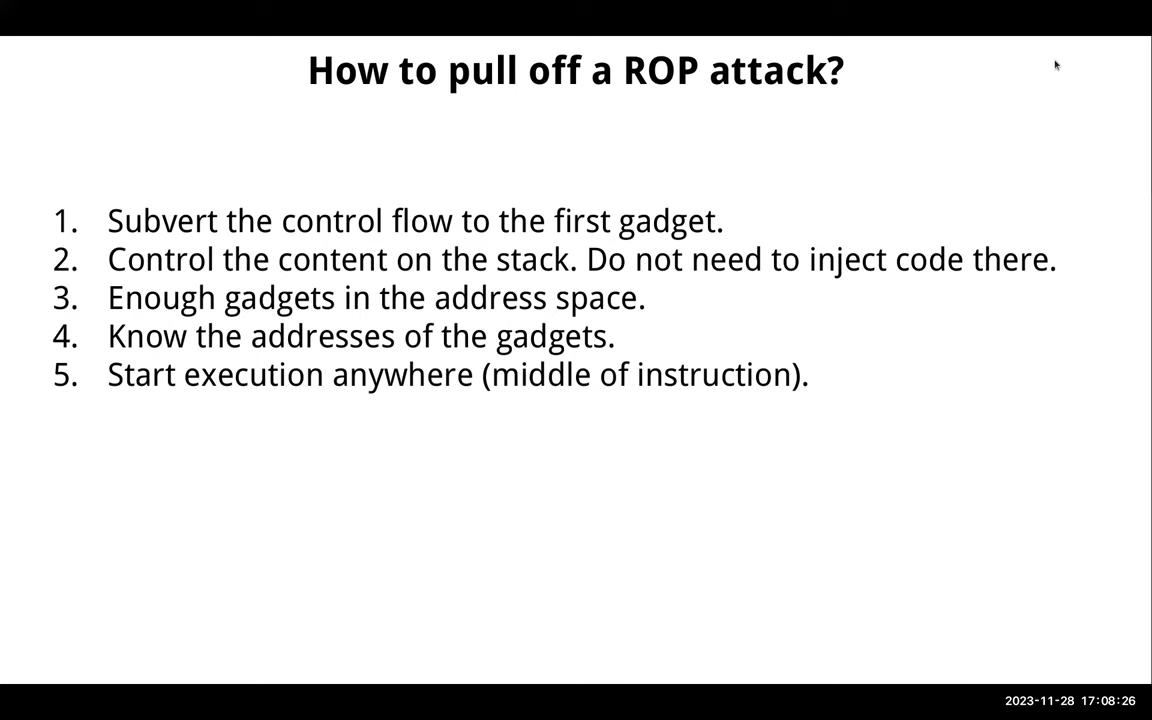 How to pull off a ROP attack?
1. Subvert the control flow to the first gadget.
2. Control the content on the stack. Do not need to inject code there.
3. Enough gadgets in the address space.
4. Know the addresses of the gadgets.
5. Start execution anywhere (middle of instruction).
2023-11-28 17:08:26